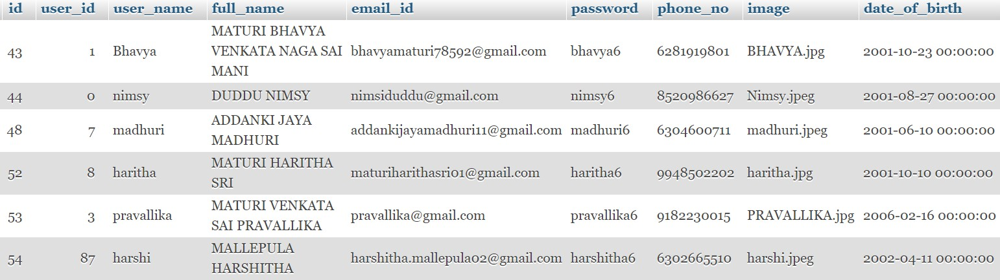 id user_id user_name full_name email_id password phone_no image date_of_birth
MATURI BHAVYA
43 1 Bhavya VENKATA NAGA SAI bhavyamaturi78592@gmail.com bhavya6 6281919801 BHAVYA.jpg 2001-10-23 00:00:00
MANI
44 0 nimsy DUDDU NIMSY nimsiduddu@gmail.com nimsy6 8520986627 Nimsy.jpeg 2001-08-27 00:00:00
ADDANKI JAYA
48 7 madhuri addankijayamadhuri11@gmail.com madhuri6 6304600711 madhuri.jpeg 2001-06-10 00:00:00
MADHURI
MATURI HARITHA
52 8 haritha maturiharithasri01@gmail.com haritha6 9948502202 haritha.jpg 2001-10-10 00:00:00
SRI
MATURI VENKATA
53 3 pravallika pravallika@gmail.com pravallika6 9182230015 PRAVALLIKA.jpg 2006-02-16 00:00:00
SAI PRAVALLIKA
MALLEPULA
54 87 harshi harshitha.mallepula02@gmail.com harshitha6 6302665510 harshi.jpeg 2002-04-11 00:00:00
HARSHITHA